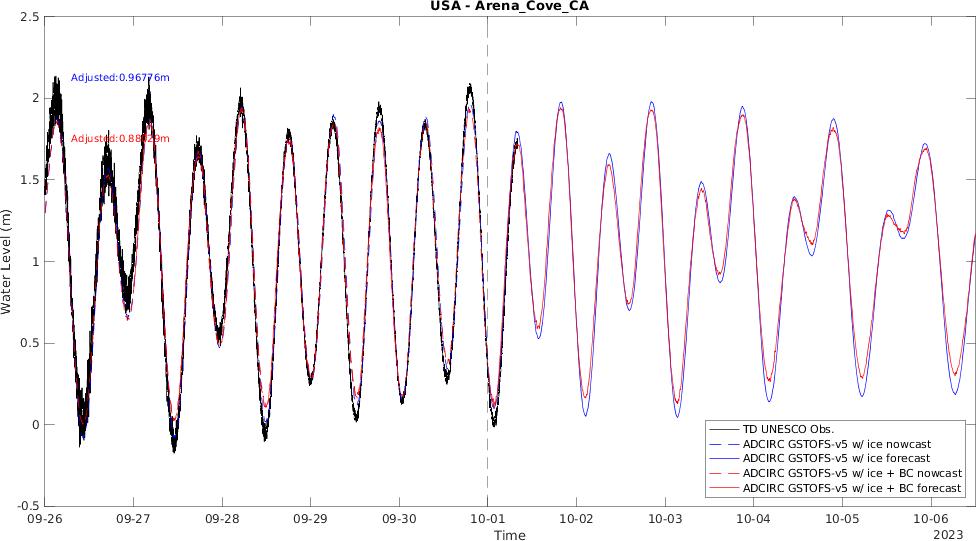 USA - Arena_Cove_CA
2.5
Adjusted:0.96776m
2
Adjusted:0.88029m
1.5
1
0.5
0
-0.5
Water Level (m)
TD UNESCO Obs.
ADCIRC GSTOFS-v5 w/ ice nowcast
ADCIRC GSTOFS-v5 w/ ice forecast
ADCIRC GSTOFS-v5 w/ ice + BC nowcast
ADCIRC GSTOFS-v5 w/ ice + BC forecast
09-26 09-27 09-28 09-29 09-30 10-01 10-02 10-03 10-04 10-05 10-06
Time
2023